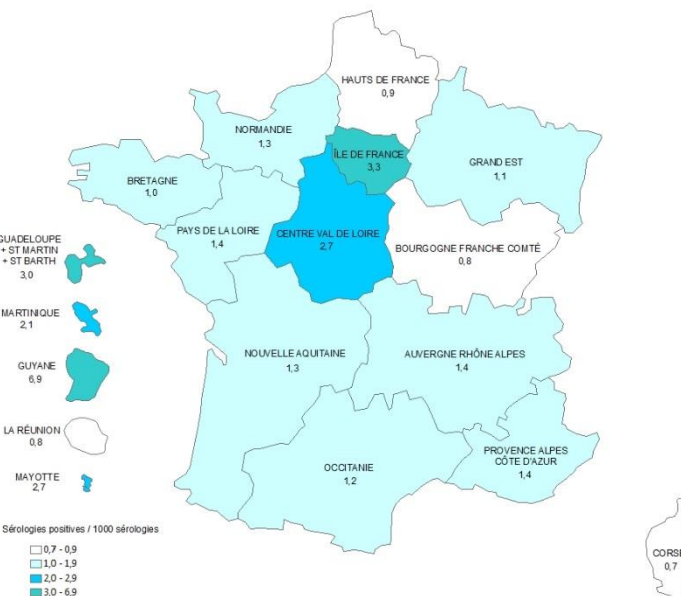 HAUTS DE FRANCE
0,9
NORMANDIE
1,3
ÎLE DE FRANCE
3,3
GRAND EST
1,1
BRETAGNE
1,0
PAYS DE LA LOIRE
1,4
CENTRE VAL DE LOIRE
2,7
BOURGOGNE FRANCHE COMTÉ
0,8
GUADELOUPE
+ ST MARTIN
+ ST BARTH
3,0
MARTINIQUE
2,1
GUYANE
6,9
LA RÉUNION
0,8
MAYOTTE
2,7
NOUVELLE AQUITAINE
1,3
AUVERGNE RHÔNE ALPES
1,4
OCCITANIE
1,2
PROVENCE ALPES
CÔTE D'AZUR
1,4
CORSE
0,7
Sérologies positives / 1000 sérologies
0,7 - 0,9
1,0 - 1,9
2,0 - 2,9
3,0 - 6,9